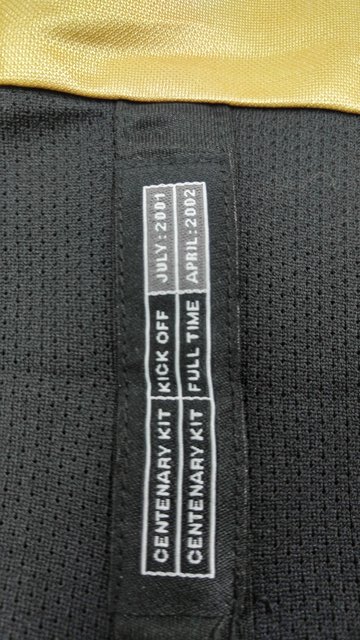 CENTENARY KIT KICK OFF JULY : 2001
CENTENARY KIT FULL TIME APRIL : 2002